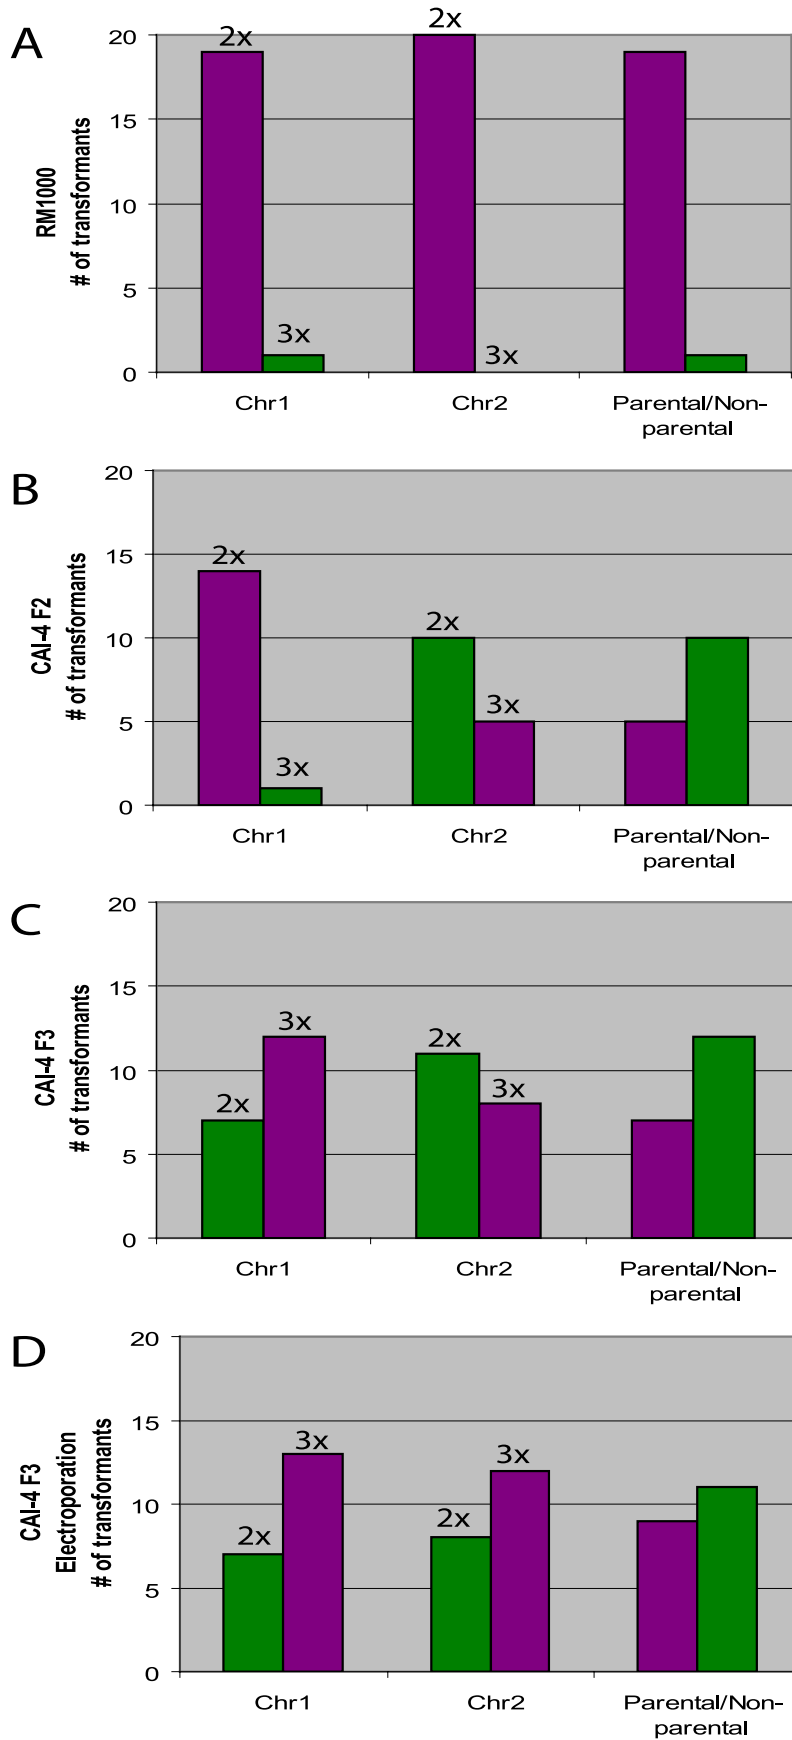 A
RM1000
# of transformants
20
15
10
5
0
2x
3x
2x
3x
Chr1
Chr2
Parental/Non-
parental
B
CAI-4 F2
# of transformants
20
15
10
5
0
2x
3x
2x
3x
Chr1
Chr2
Parental/Non-
parental
C
CAI-4 F3
# of transformants
20
15
10
5
0
2x
3x
2x
3x
Chr1
Chr2
Parental/Non-
parental
D
CAI-4 F3
Electroporation
# of transformants
20
15
10
5
0
2x
3x
2x
3x
Chr1
Chr2
Parental/Non-
parental